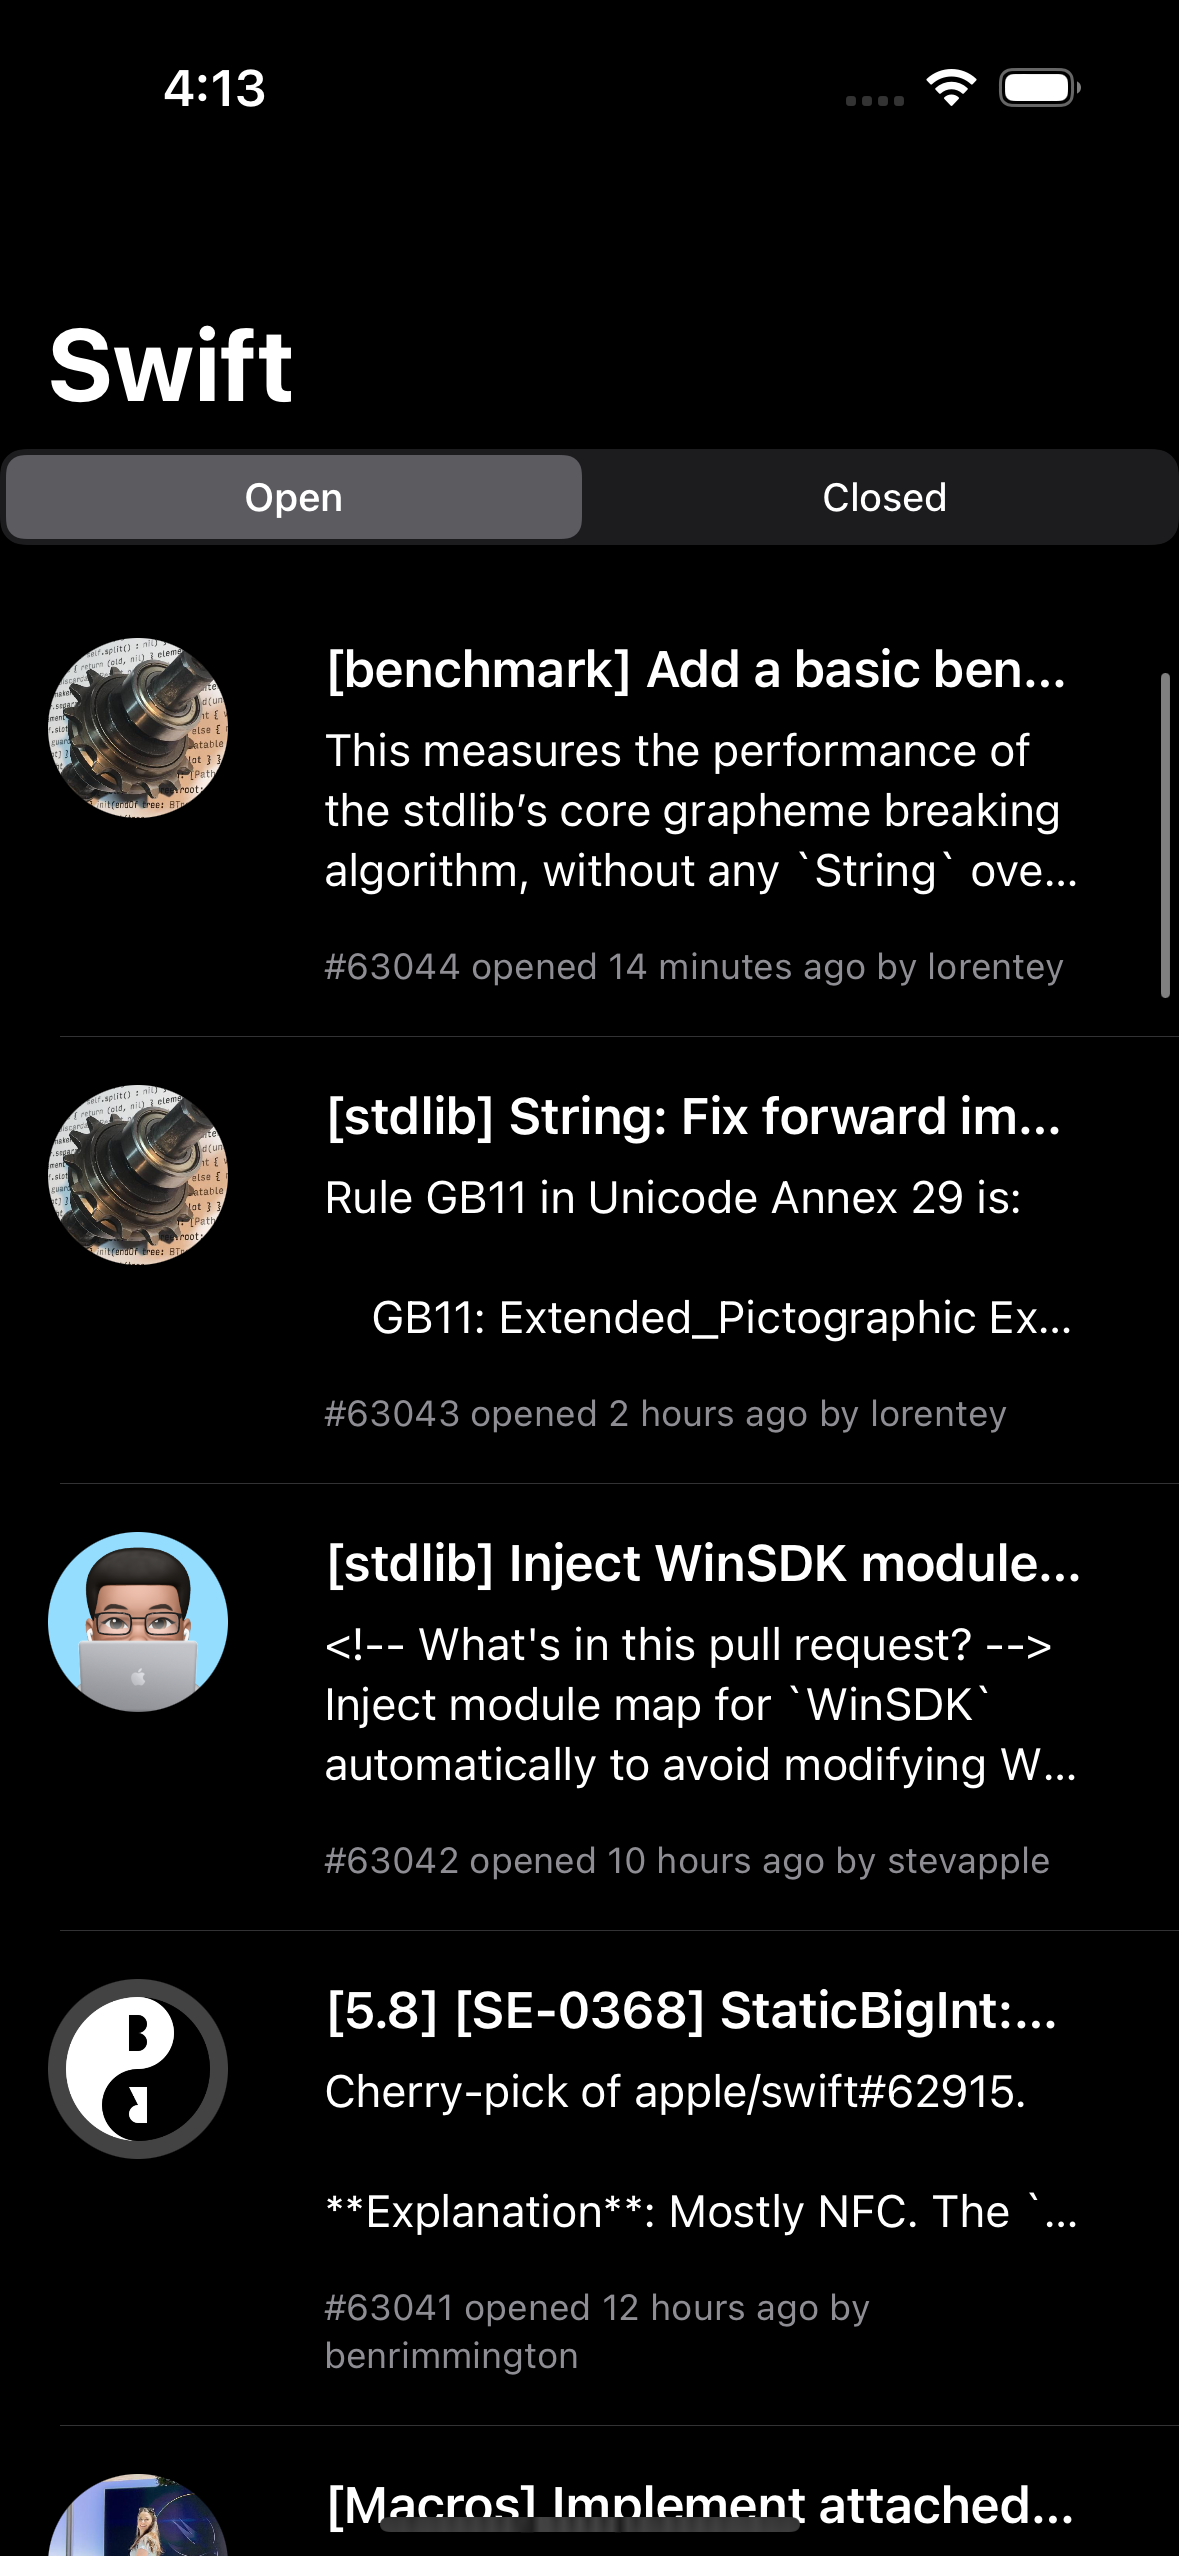 4:13
Swift
Open
Closed
[benchmark] Add a basic ben...
This measures the performance of
the stdlib’s core grapheme breaking
algorithm, without any `String` ove...
#63044 opened 14 minutes ago by lorentey
[stdlib] String: Fix forward im...
Rule GB11 in Unicode Annex 29 is:
GB11: Extended_Pictographic Ex...
#63043 opened 2 hours ago by lorentey
[stdlib] Inject WinSDK module...
<!-- What's in this pull request? -->
Inject module map for `WinSDK`
automatically to avoid modifying W...
#63042 opened 10 hours ago by stevapple
[5.8] [SE-0368] StaticBigInt:...
Cherry-pick of apple/swift#62915.
**Explanation**: Mostly NFC. The `...
#63041 opened 12 hours ago by
benrimmington
[Macros] Implement attached...